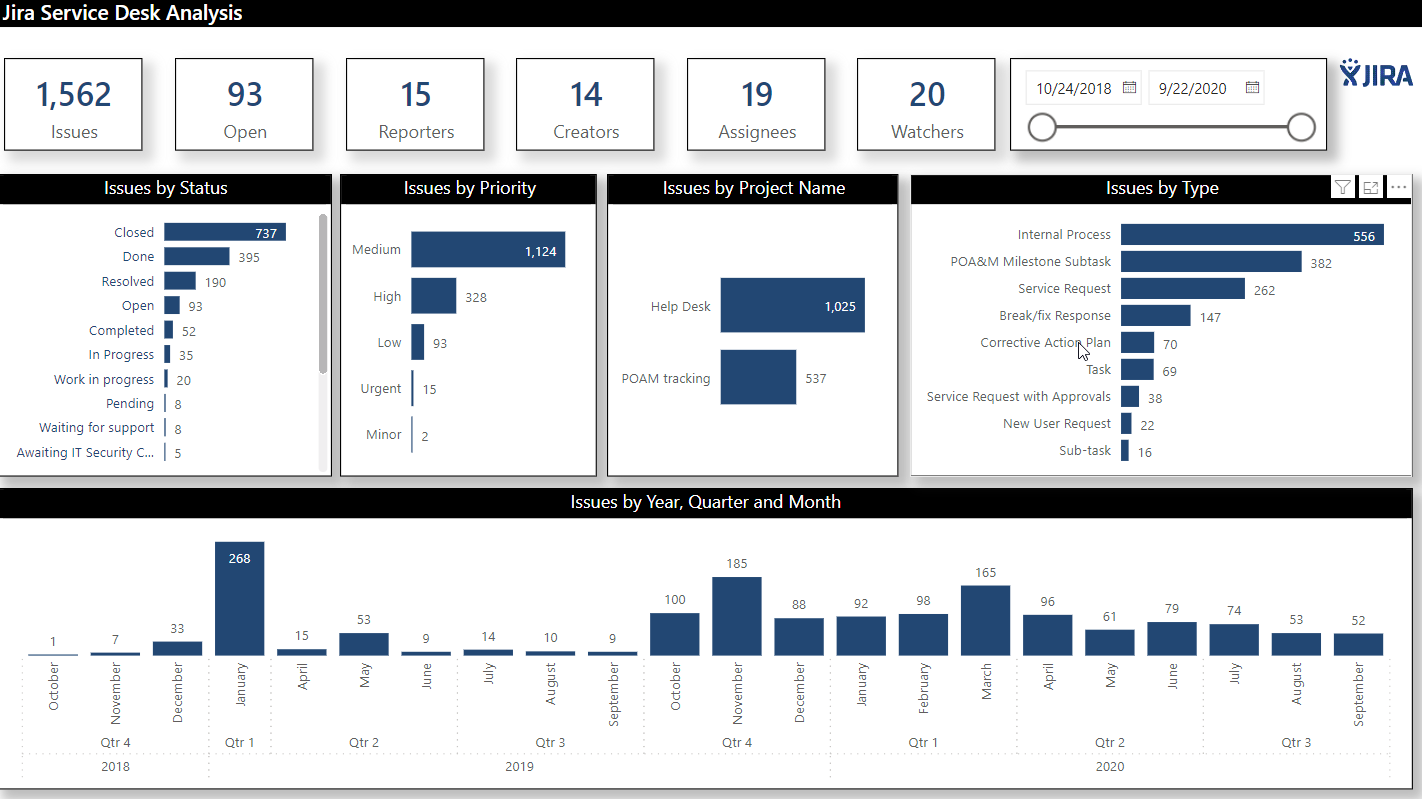 Jira Service Desk Analysis
1,562
Issues
93
Open
15
Reporters
14
Creators
19
Assignees
20
Watchers
10/24/2018
9/22/2020
JIRA
Issues by Status
Closed 737
Done 395
Resolved 190
Open 93
Completed 52
In Progress 35
Work in progress 20
Pending 8
Waiting for support 8
Awaiting IT Security C... 5
Issues by Priority
Medium 1,124
High 328
Low 93
Urgent 15
Minor 2
Issues by Project Name
Help Desk 1,025
POAM tracking 537
Issues by Type
Internal Process 556
POA&M Milestone Subtask 382
Service Request 262
Break/fix Response 147
Corrective Action Plan 70
Task 69
Service Request with Approvals 38
New User Request 22
Sub-task 16
Issues by Year, Quarter and Month
1 7 33 268 15 53 9 14 10 9 100 185 88 92 98 165 96 61 79 74 53 52
October November December January April May June July August September October November December January February March April May June July August September
Qtr 4 Qtr 1 Qtr 2 Qtr 3 Qtr 4 Qtr 1 Qtr 2 Qtr 3
2018 2019 2020